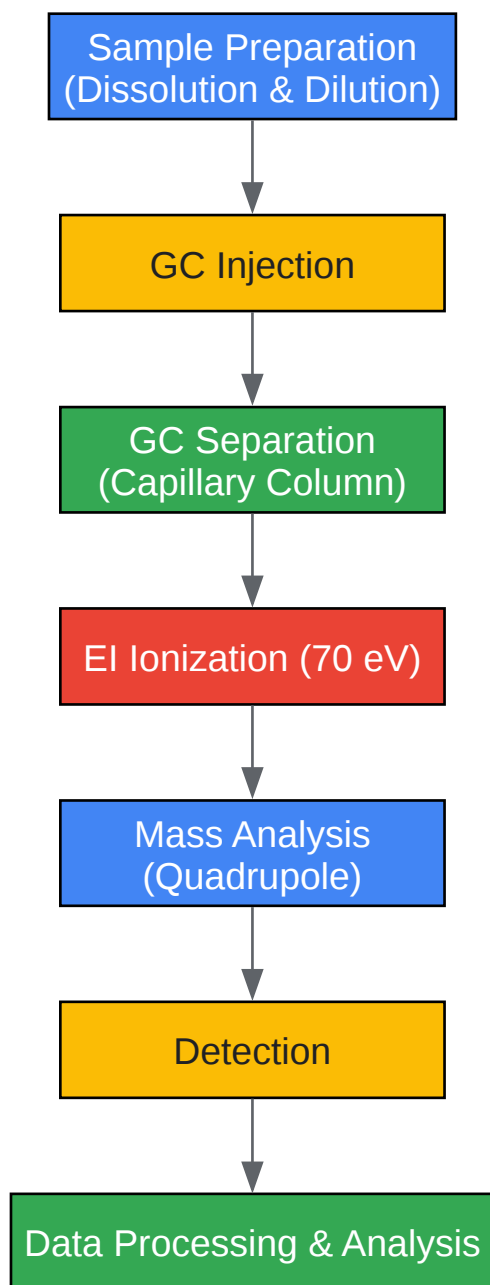 Sample Preparation
(Dissolution & Dilution)
GC Injection
GC Separation
(Capillary Column)
EI Ionization (70 eV)
Mass Analysis
(Quadrupole)
Detection
Data Processing & Analysis